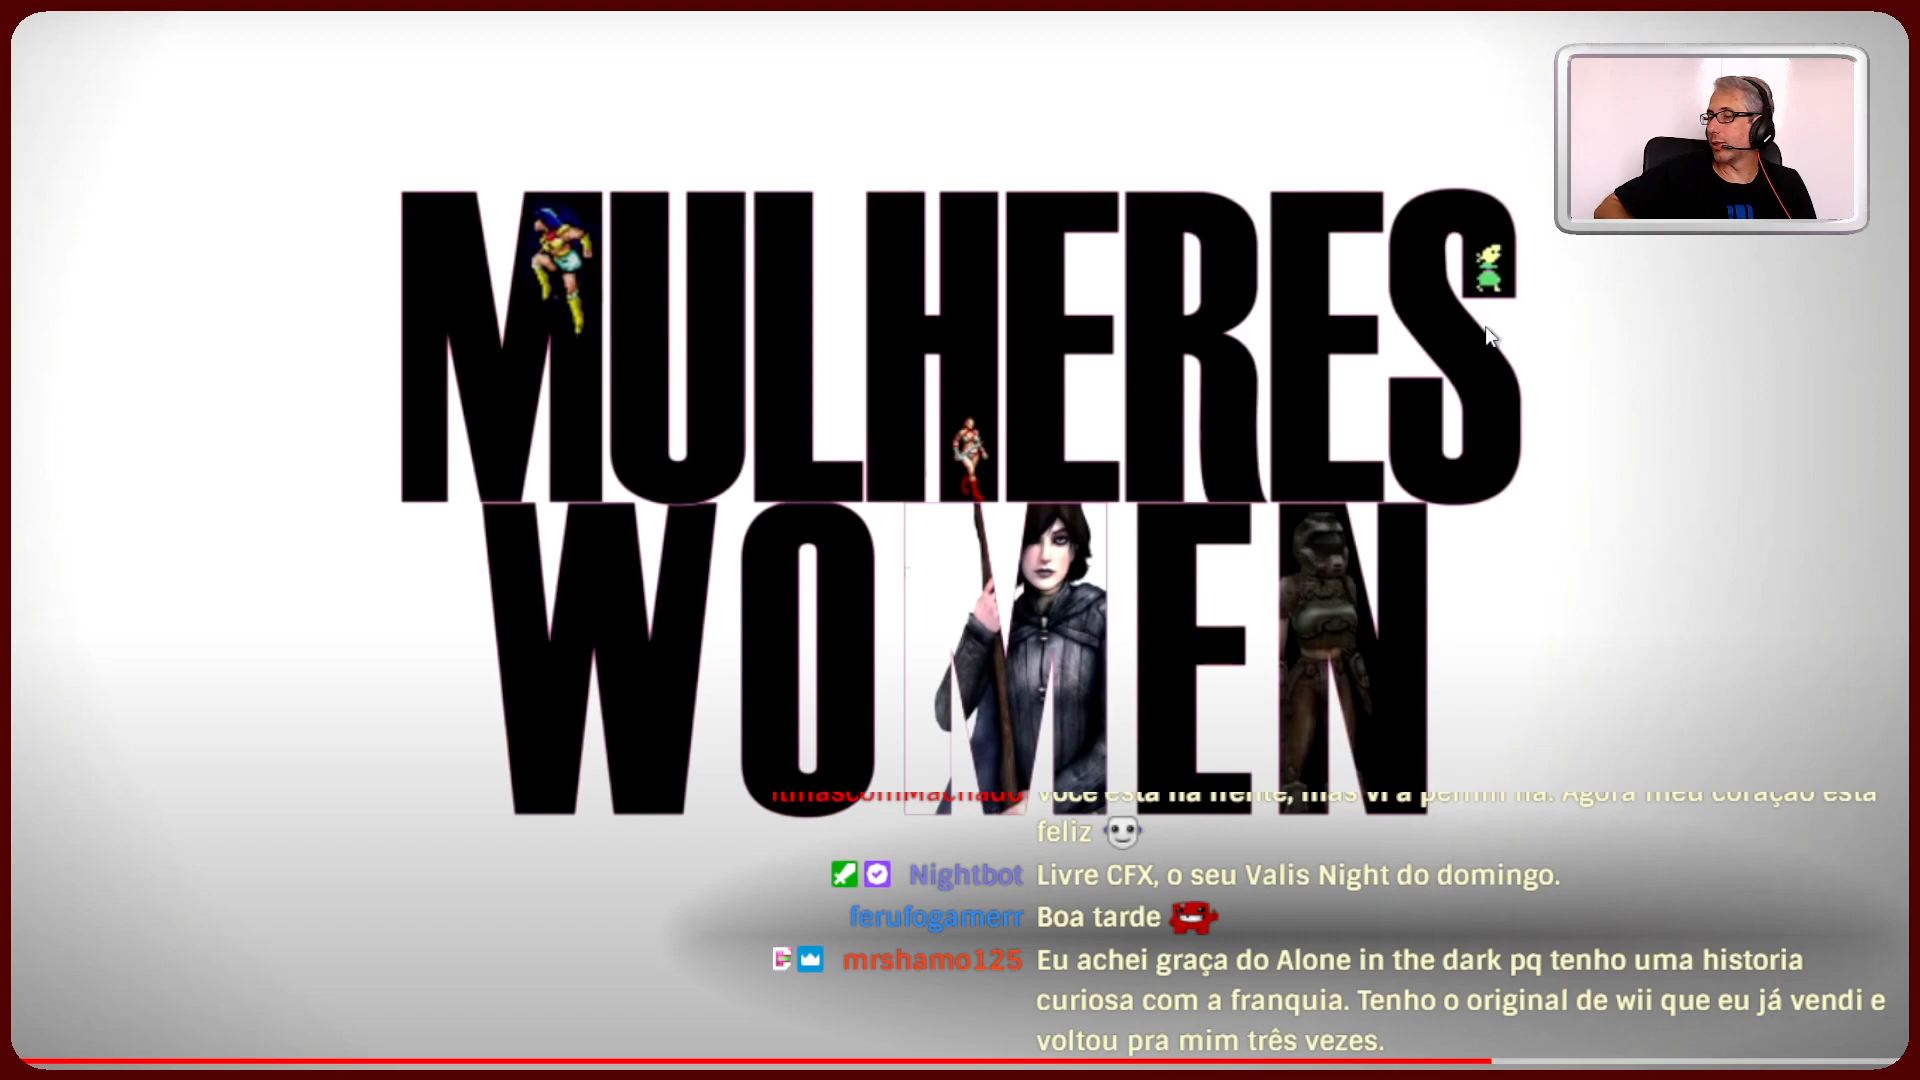 MULHERES
WOMEN
feliz
Nightbot Livre CFX, o seu Valis Night do domingo.
ferufogamerr Boa tarde
mrshamo125 Eu achei graça do Alone in the dark pq tenho uma historia
curiosa com a franquia. Tenho o original de wii que eu já vendi e
voltou pra mim três vezes.